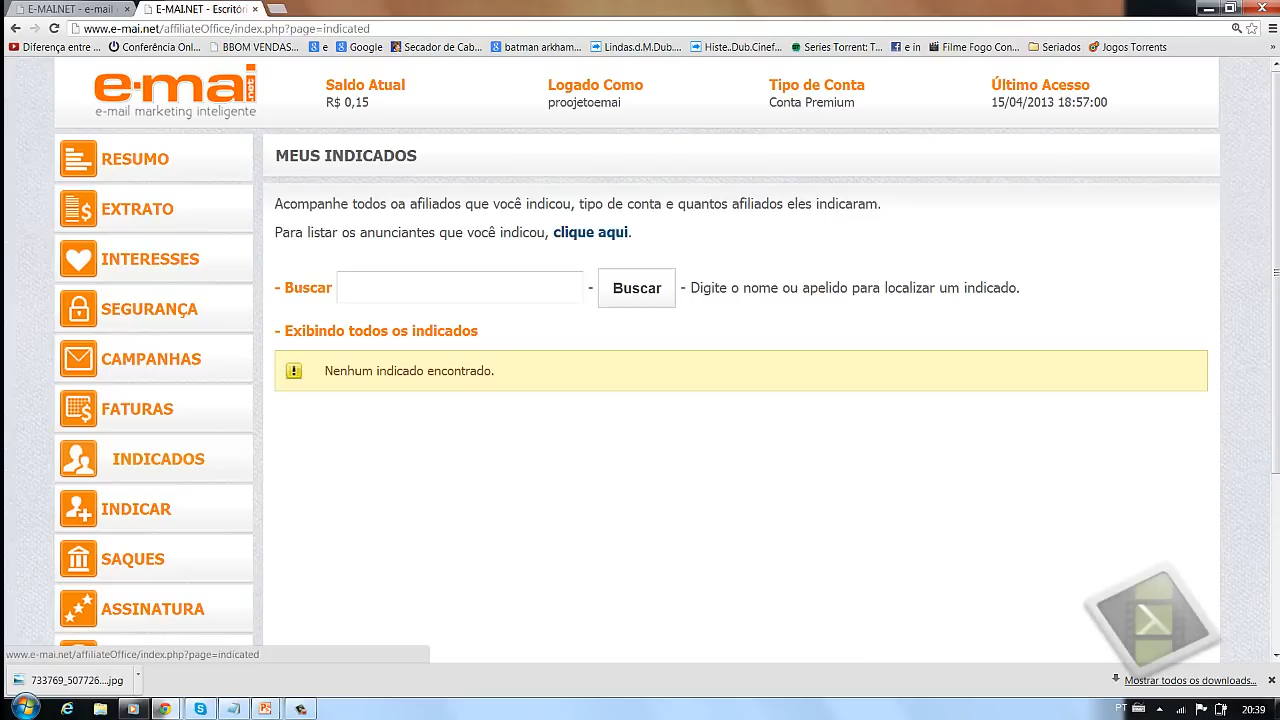 E-MAI.NET - e-mail
E-MAI.NET - Escritóri
www.e-mai.net/affiliateOffice/index.php?page=indicated
Diferença entre ...
Conferência Onl...
BBOM VENDAS...
e
Google
Secador de Cab...
batman arkham...
Lindas.d.M.Dub...
Histe..Dub.Cinef...
Series Torrent: T...
e in
Filme Fogo Con...
Seriados
Jogos Torrents
e-mai.net
e-mail marketing inteligente
Saldo Atual
R$ 0,15
Logado Como
proojetoemai
Tipo de Conta
Conta Premium
Último Acesso
15/04/2013 18:57:00
RESUMO
EXTRATO
INTERESSES
SEGURANÇA
CAMPANHAS
FATURAS
INDICADOS
INDICAR
SAQUES
ASSINATURA
MEUS INDICADOS
Acompanhe todos oa afiliados que você indicou, tipo de conta e quantos afiliados eles indicaram.
Para listar os anunciantes que você indicou, clique aqui.
- Buscar - Buscar - Digite o nome ou apelido para localizar um indicado.
- Exibindo todos os indicados
Nenhum indicado encontrado.
www.e-mai.net/affiliateOffice/index.php?page=indicated
733769_507726....jpg
Mostrar todos os downloads...
PT
20:39